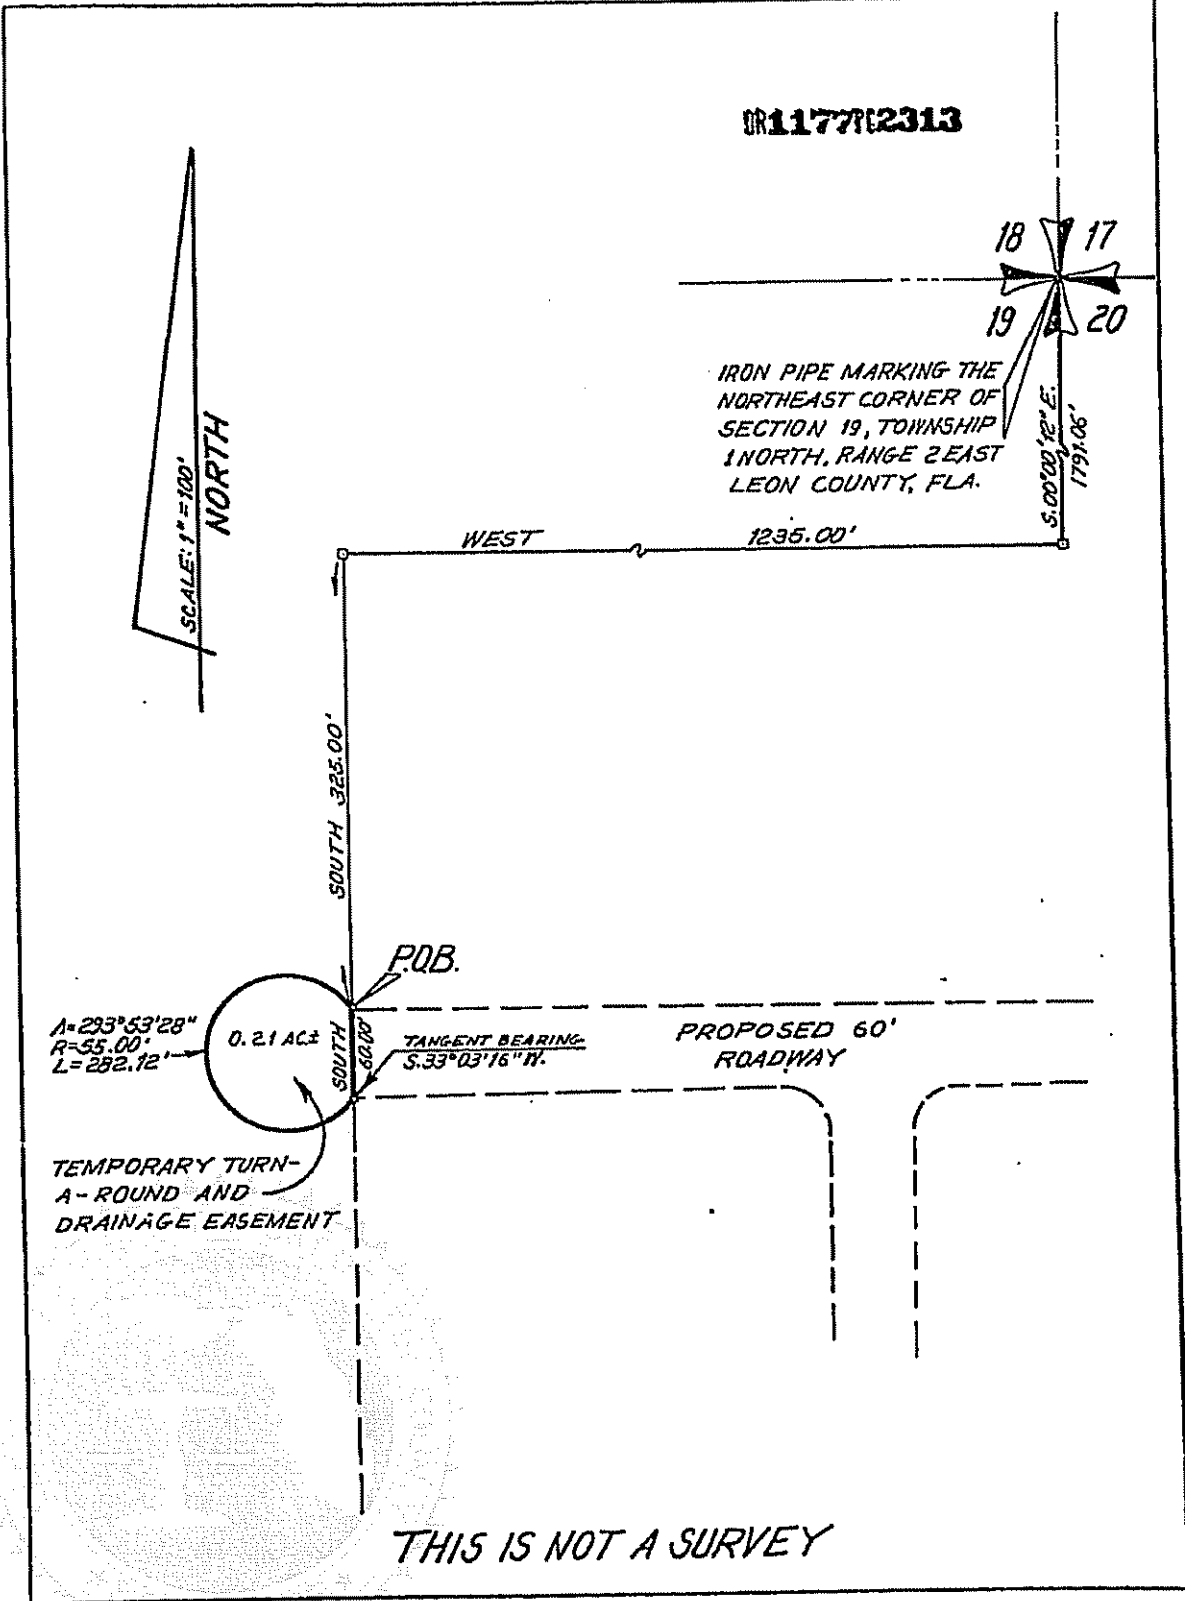 OR1177PG2313
18 17
19 20
IRON PIPE MARKING THE
NORTHEAST CORNER OF
SECTION 19, TOWNSHIP
1 NORTH, RANGE 2 EAST
LEON COUNTY, FLA.
S.00°00'12"E.
1791.06'
SCALE: 1"=100'
NORTH
WEST 1235.00'
SOUTH 325.00'
P.O.B.
Δ=293°53'28"
R=55.00'
L=282.12'
0.21 AC±
SOUTH
60.00'
TANGENT BEARING
S.33°03'16"W.
PROPOSED 60'
ROADWAY
TEMPORARY TURN-
A-ROUND AND
DRAINAGE EASEMENT
THIS IS NOT A SURVEY